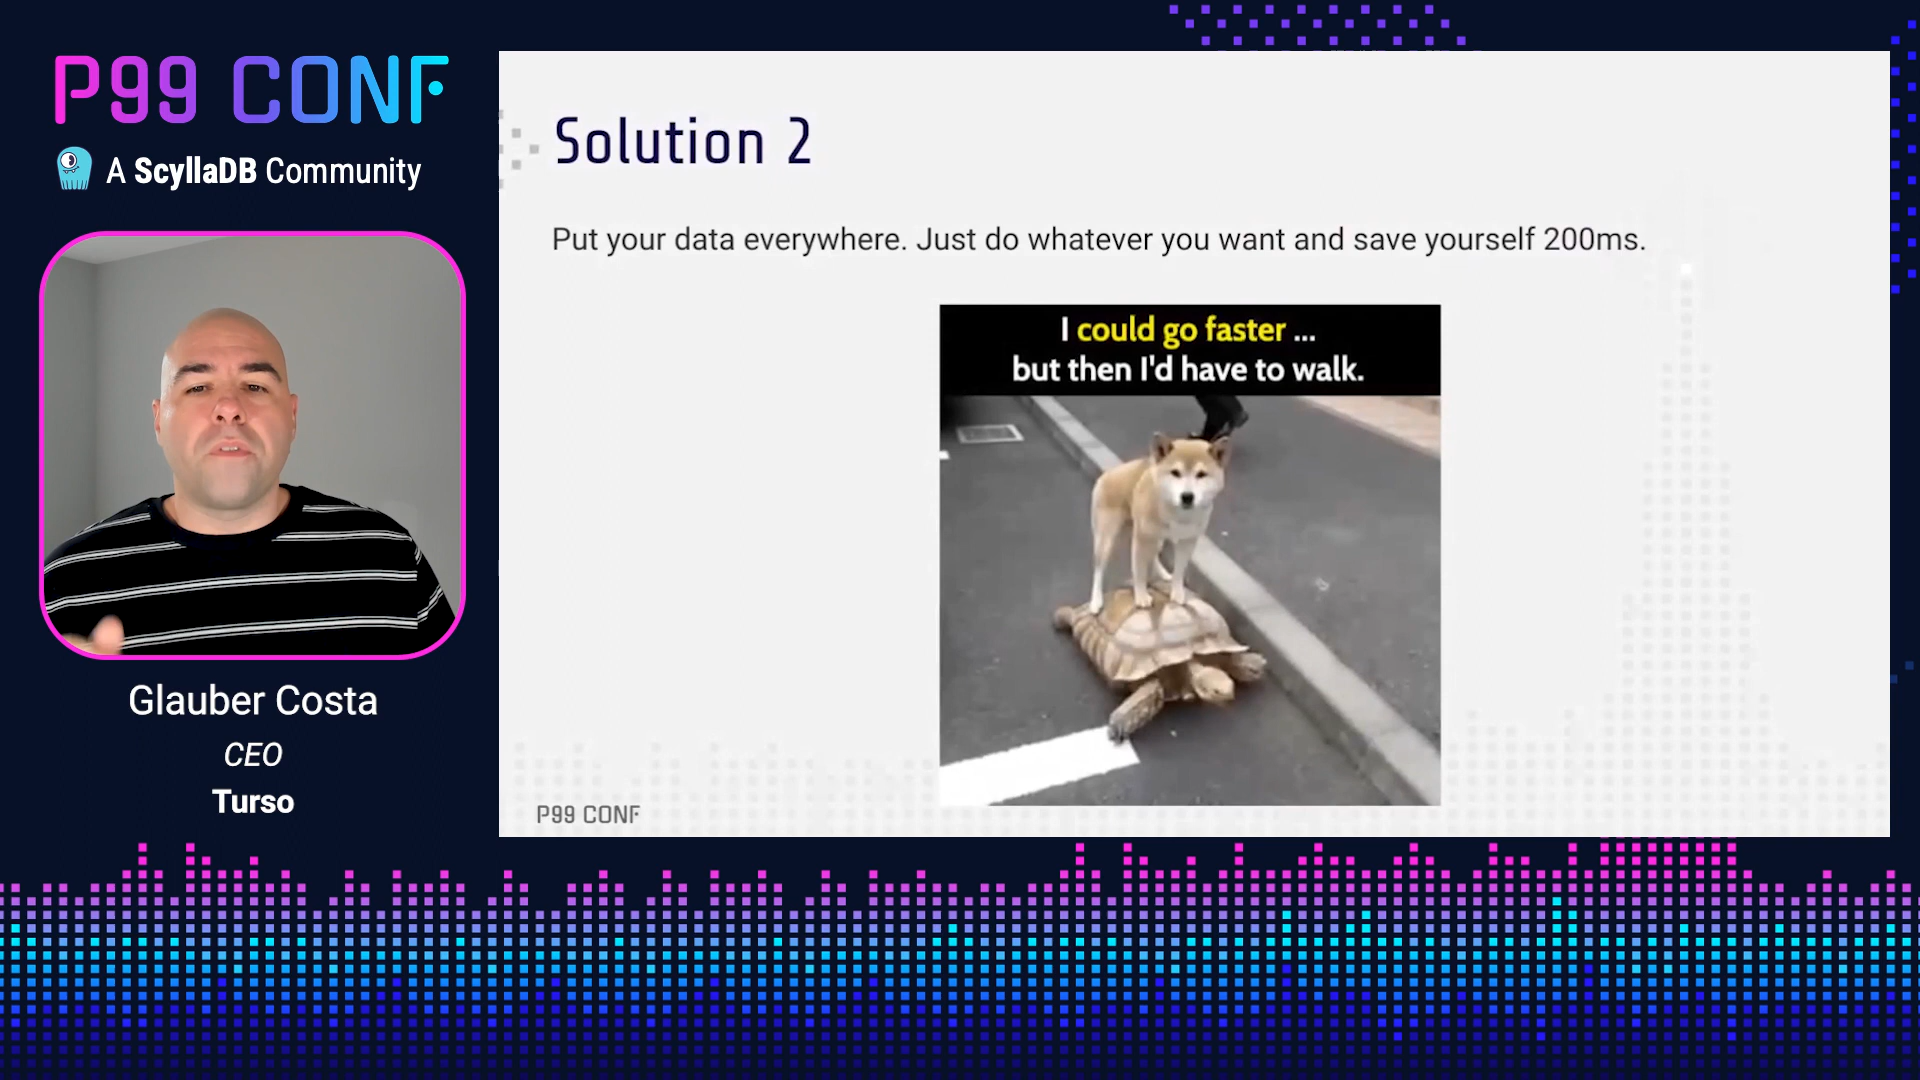 P99 CONF
A ScyllaDB Community
Glauber Costa
CEO
Turso
Solution 2
Put your data everywhere. Just do whatever you want and save yourself 200ms.
I could go faster ...
but then I'd have to walk.
P99 CONF